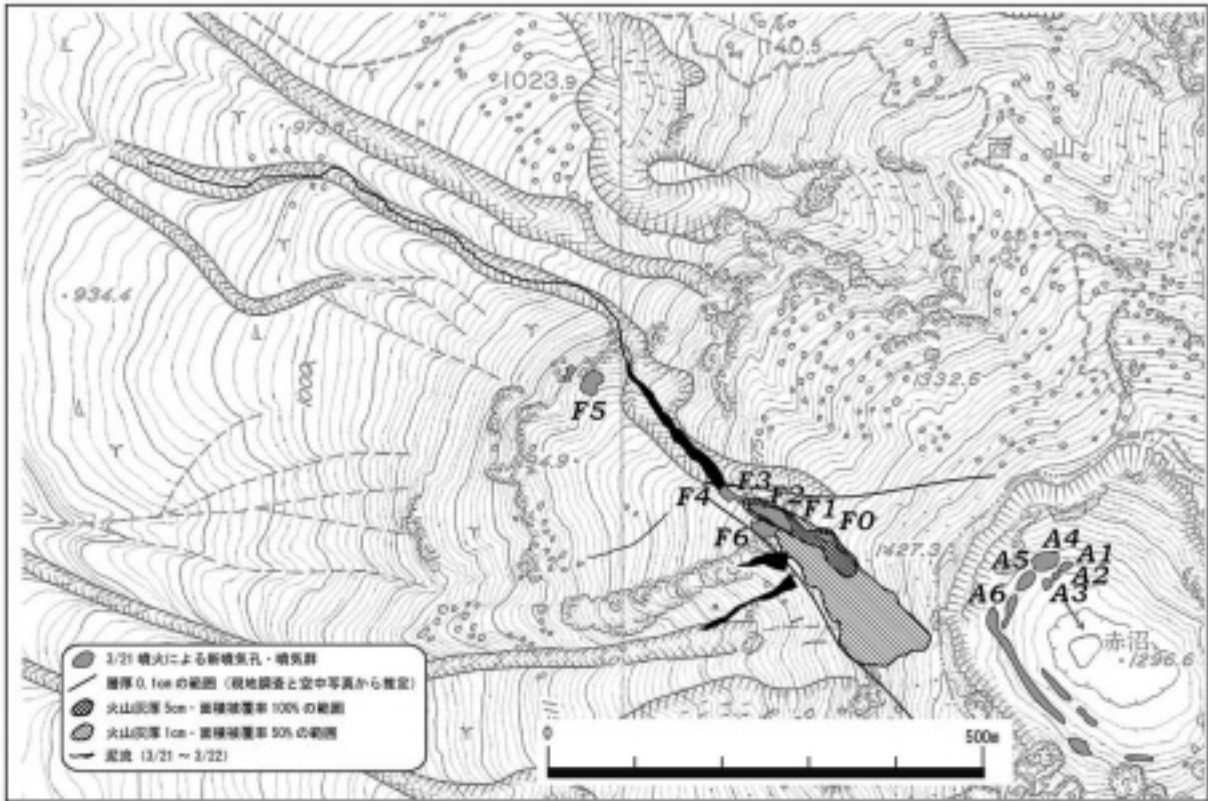 1140.5
1023.9
973.
西山
934.4
1000
1332.6
F5
4.9
F3
F2
F1
F0
F4
F6
1427.3
A4
A1
A5
A2
A3
A6
赤沼
1296.6
3/21 噴火による新噴気孔・噴気群
層厚 0.1cm の範囲（現地調査と空中写真から推定）
火山灰厚 5cm・面積被覆率 100% の範囲
火山灰厚 1cm・面積被覆率 50% の範囲
泥流（3/21 ～ 3/22）
0
500m